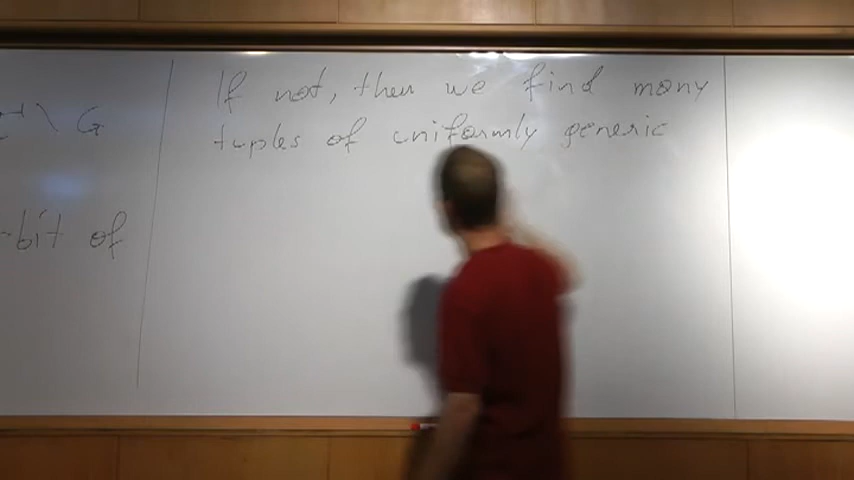 \ G
-bit of
If not, then we find many
tuples of uniformly generic